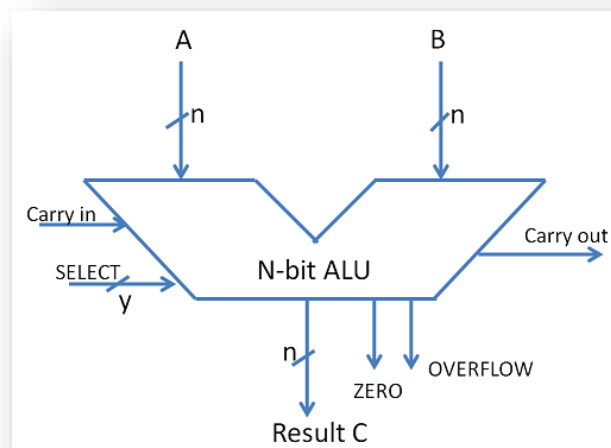 A
B
n
n
Carry in
Carry out
SELECT
N-bit ALU
y
n
OVERFLOW
ZERO
Result C